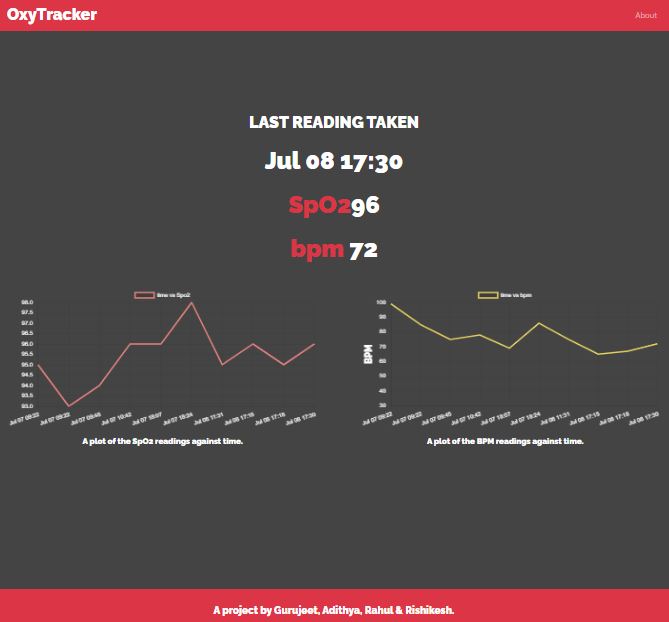 OxyTracker
About
LAST READING TAKEN
Jul 08 17:30
SpO296
bpm 72
time vs Spo2
98.0
97.5
97.0
96.5
96.0
95.5
95.0
94.5
94.0
93.5
93.0
Jul 07 09:22 Jul 07 09:22 Jul 07 09:45 Jul 07 10:42 Jul 07 18:07 Jul 07 18:24 Jul 08 11:31 Jul 08 17:15 Jul 08 17:18 Jul 08 17:30
A plot of the SpO2 readings against time.
time vs bpm
BPM
100
90
80
70
60
50
40
30
Jul 07 09:22 Jul 07 09:22 Jul 07 09:45 Jul 07 10:42 Jul 07 18:07 Jul 07 18:24 Jul 08 11:31 Jul 08 17:15 Jul 08 17:18 Jul 08 17:30
A plot of the BPM readings against time.
A project by Gurujeet, Adithya, Rahul & Rishikesh.